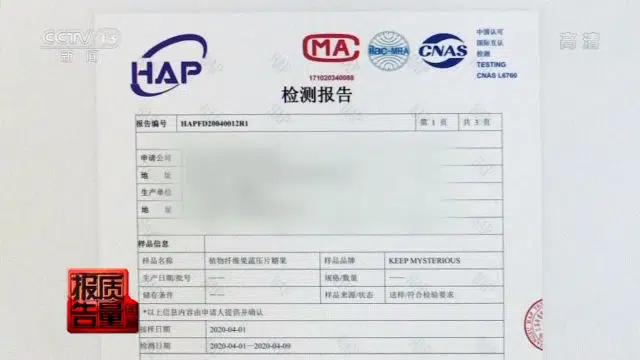 CCTV 13
新闻
高清
HAP
MA
171020340088
ilac-MRA
CNAS
中国认可
国际互认
检测
TESTING
CNAS L6760
检测报告
报告编号 HAPFD20040012R1 第 1 页 共 3 页
申请公司
地 址
生产单位
地 址
样品信息
样品名称 植物纤维果蔬压片糖果 样品品牌 KEEP MYSTERIOUS
生产日期/批号 —— 规格/数量 ——
储存条件 —— 样品来源/状态 送样/符合检验要求
*以上信息内容由申请人提供并确认
接样日期 2020-04-01
检测日期 2020-04-01—2020-04-09
质量
报告